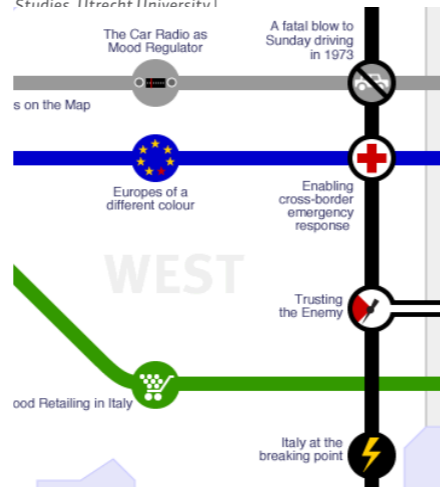 Studies, Utrecht University]
The Car Radio as
Mood Regulator
A fatal blow to
Sunday driving
in 1973
s on the Map
Europes of a
different colour
Enabling
cross-border
emergency
response
WEST
Trusting
the Enemy
ood Retailing in Italy
Italy at the
breaking point